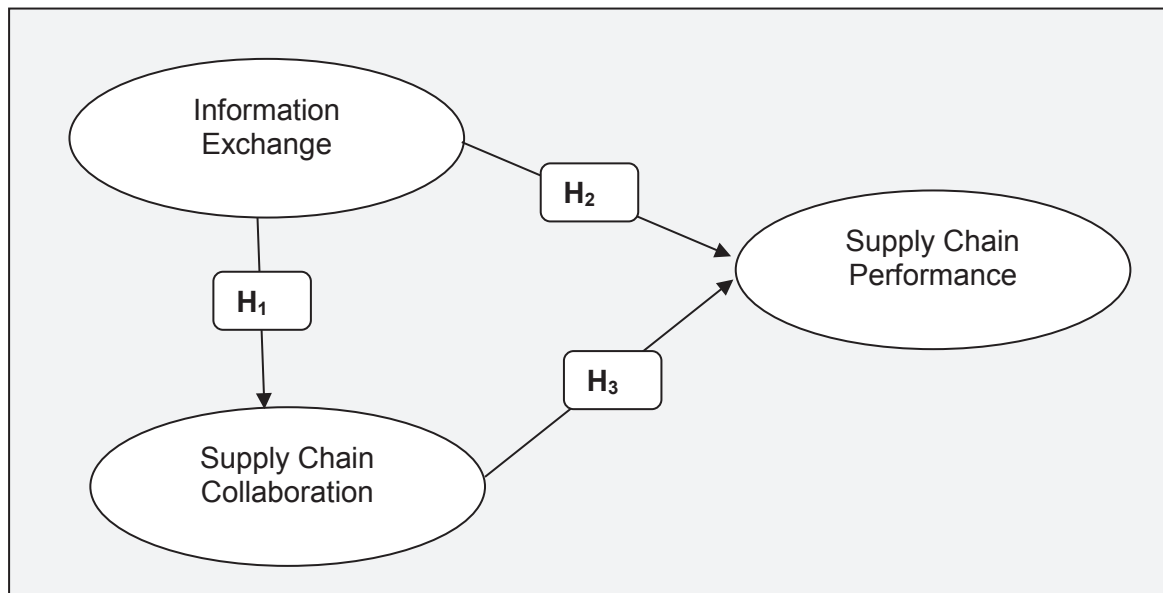 Information
Exchange
H₂
Supply Chain
Performance
H₁
H₃
Supply Chain
Collaboration